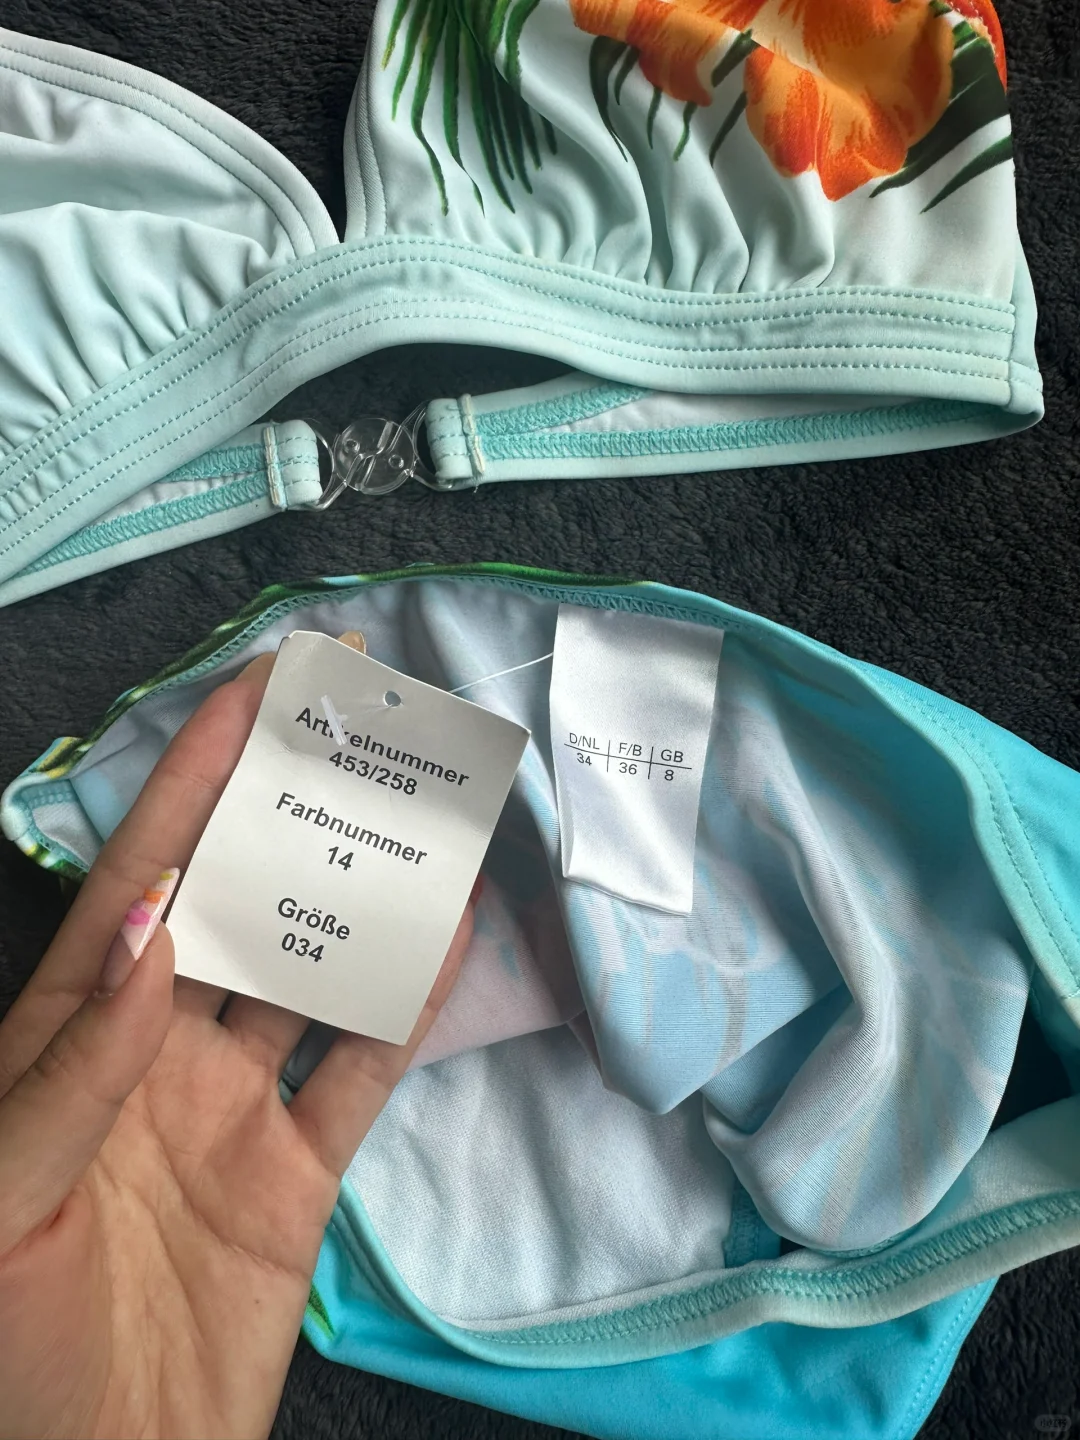 Artikelnummer
453/258
Farbnummer
14
Größe
034
D/NL F/B GB
34 36 8